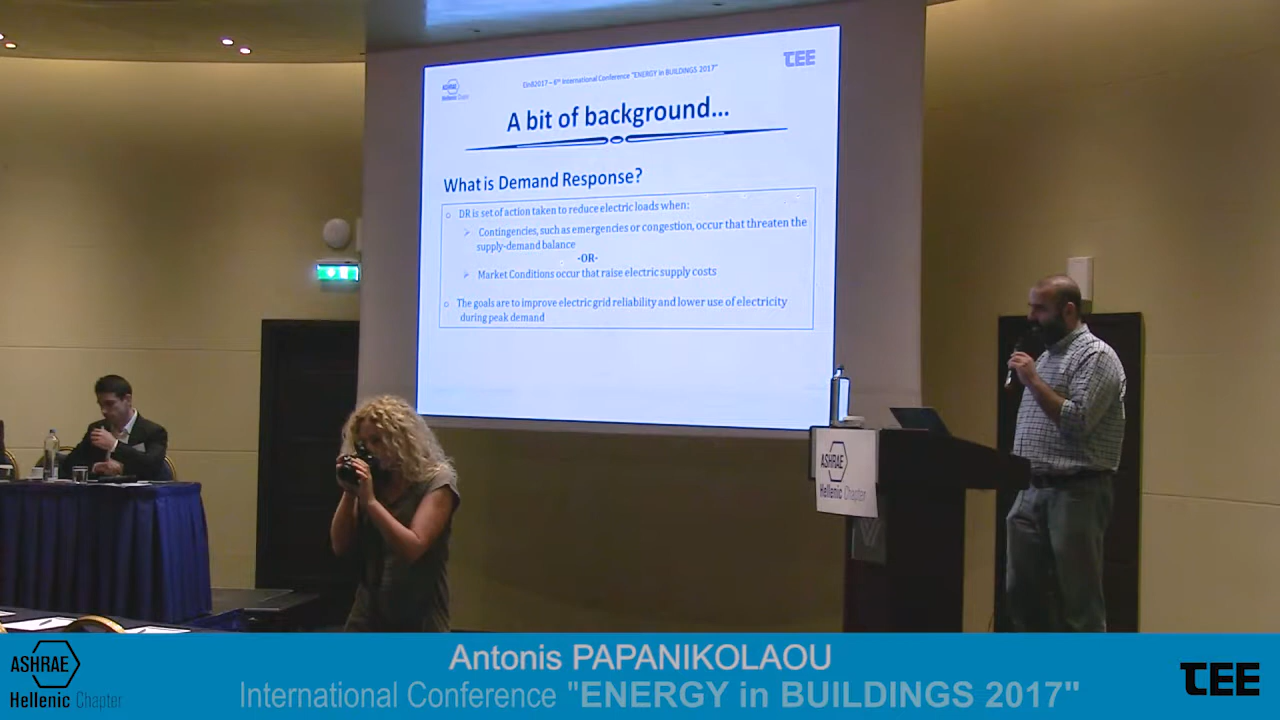 ASHRAE
Hellenic Chapter
EinB2017 – 6th International Conference "ENERGY in BUILDINGS 2017"
TEE
A bit of background...
What is Demand Response?
DR is set of action taken to reduce electric loads when:
Contingencies, such as emergencies or congestion, occur that threaten the
supply-demand balance
-OR-
Market Conditions occur that raise electric supply costs
The goals are to improve electric grid reliability and lower use of electricity
during peak demand
ASHRAE
Hellenic Chapter
Antonis PAPANIKOLAOU
International Conference "ENERGY in BUILDINGS 2017"
ASHRAE
Hellenic Chapter
TEE